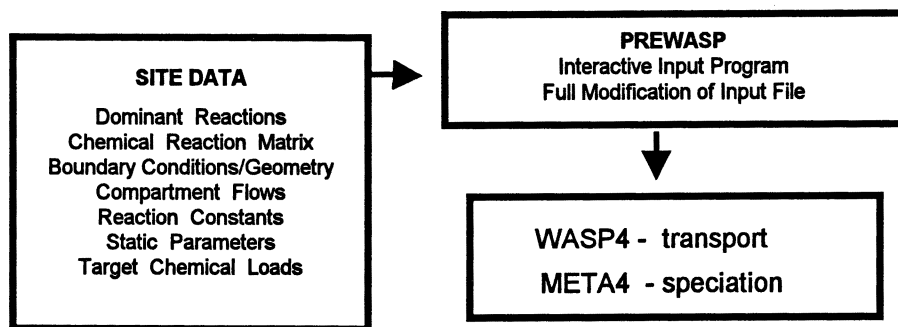 SITE DATA
Dominant Reactions
Chemical Reaction Matrix
Boundary Conditions/Geometry
Compartment Flows
Reaction Constants
Static Parameters
Target Chemical Loads
PREWASP
Interactive Input Program
Full Modification of Input File
WASP4 - transport
META4 - speciation